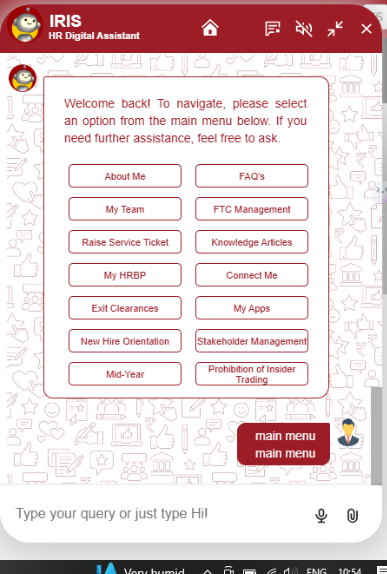 IRIS
HR Digital Assistant
Welcome back! To navigate, please select
an option from the main menu below. If you
need further assistance, feel free to ask.
About Me
FAQ's
My Team
FTC Management
Raise Service Ticket
Knowledge Articles
My HRBP
Connect Me
Exit Clearances
My Apps
New Hire Orientation
Stakeholder Management
Mid-Year
Prohibition of Insider
Trading
main menu
main menu
Type your query or just type Hi!
Very humid
ENG
10:54